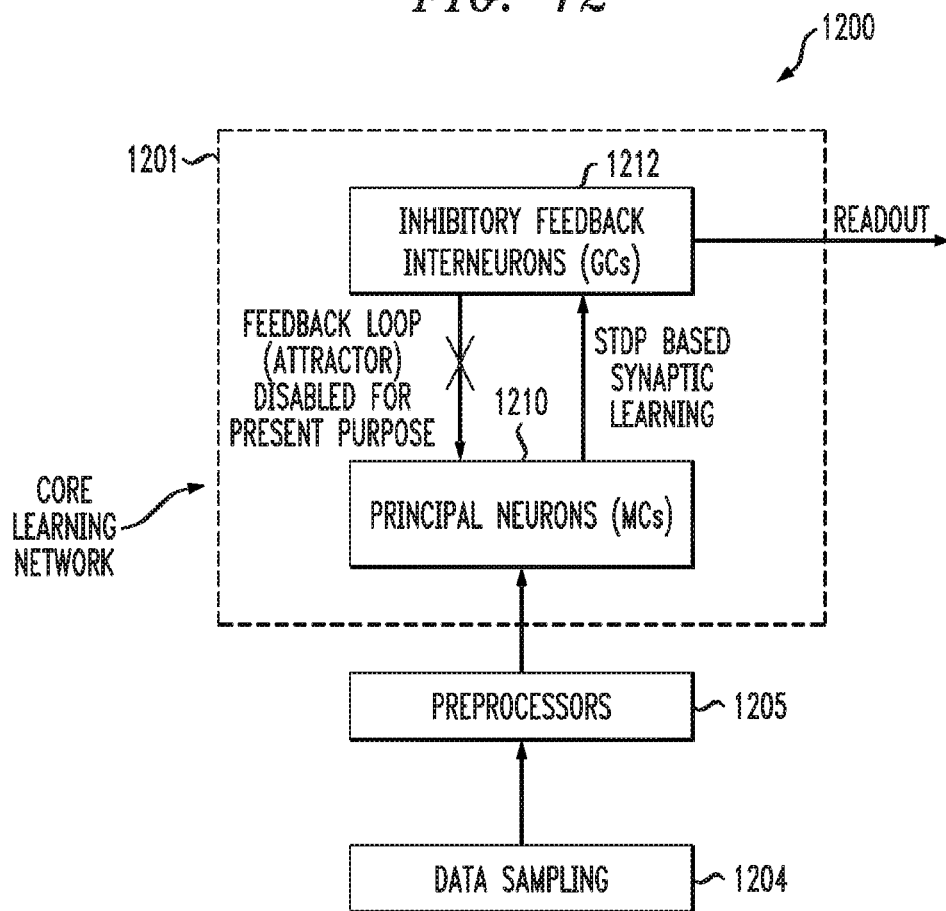 FIG. 12
1200
1201
1212
INHIBITORY FEEDBACK
INTERNEURONS (GCs)
READOUT
FEEDBACK LOOP
(ATTRACTOR)
DISABLED FOR
PRESENT PURPOSE
STDP BASED
SYNAPTIC
LEARNING
1210
PRINCIPAL NEURONS (MCs)
CORE
LEARNING
NETWORK
PREPROCESSORS
1205
DATA SAMPLING
1204